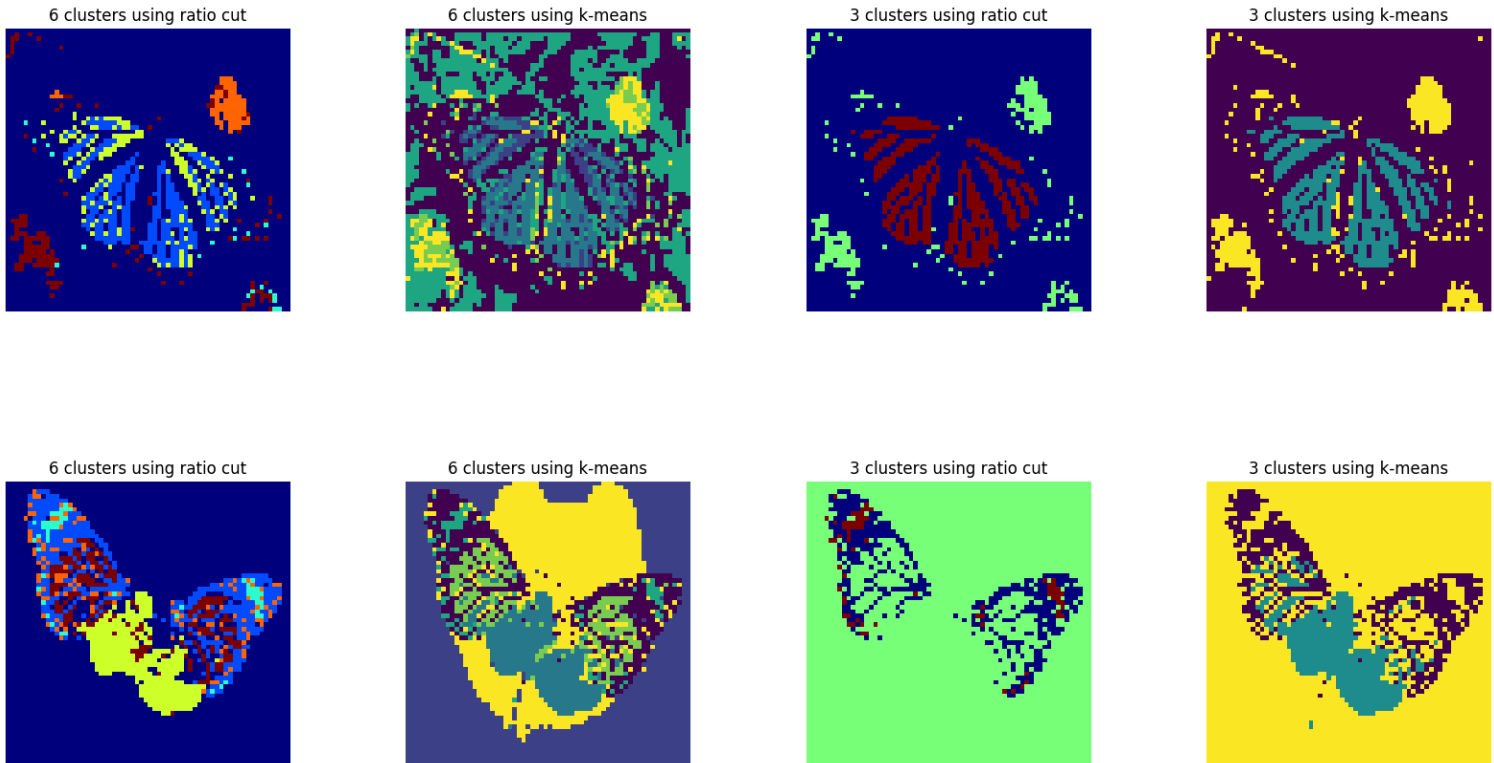 6 clusters using ratio cut
6 clusters using k-means
3 clusters using ratio cut
3 clusters using k-means
6 clusters using ratio cut
6 clusters using k-means
3 clusters using ratio cut
3 clusters using k-means